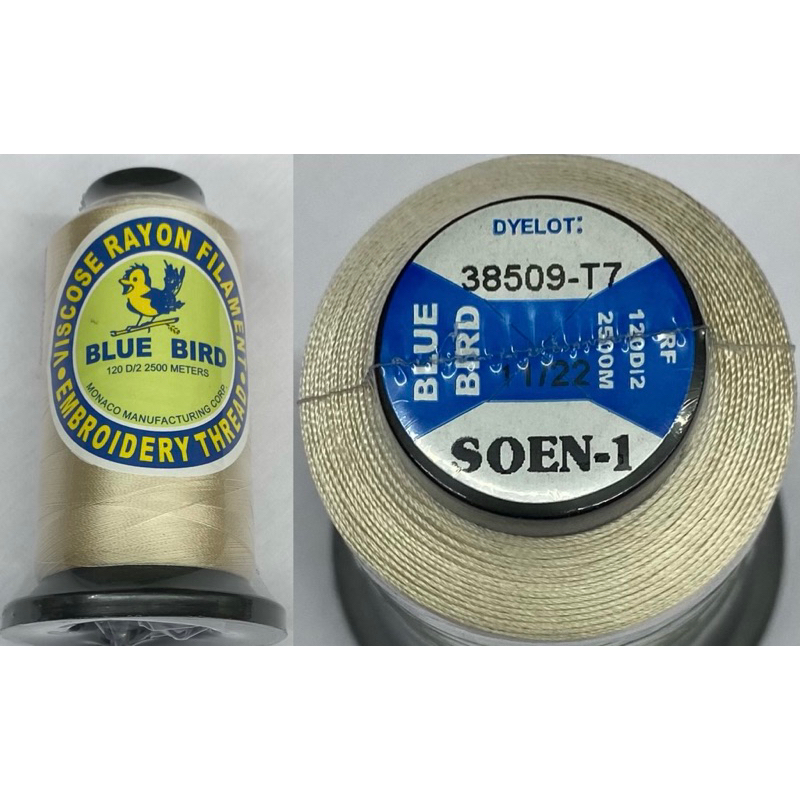 VISCOSE RAYON FILAMENT
BLUE BIRD
120 D/2 2500 METERS
MONACO MANUFACTURING CORP.
•EMBROIDERY THREAD•
DYELOT:
38509-T7
BLUE
BIRD
11/22
2500M
120D/2
RF
SOEN-1